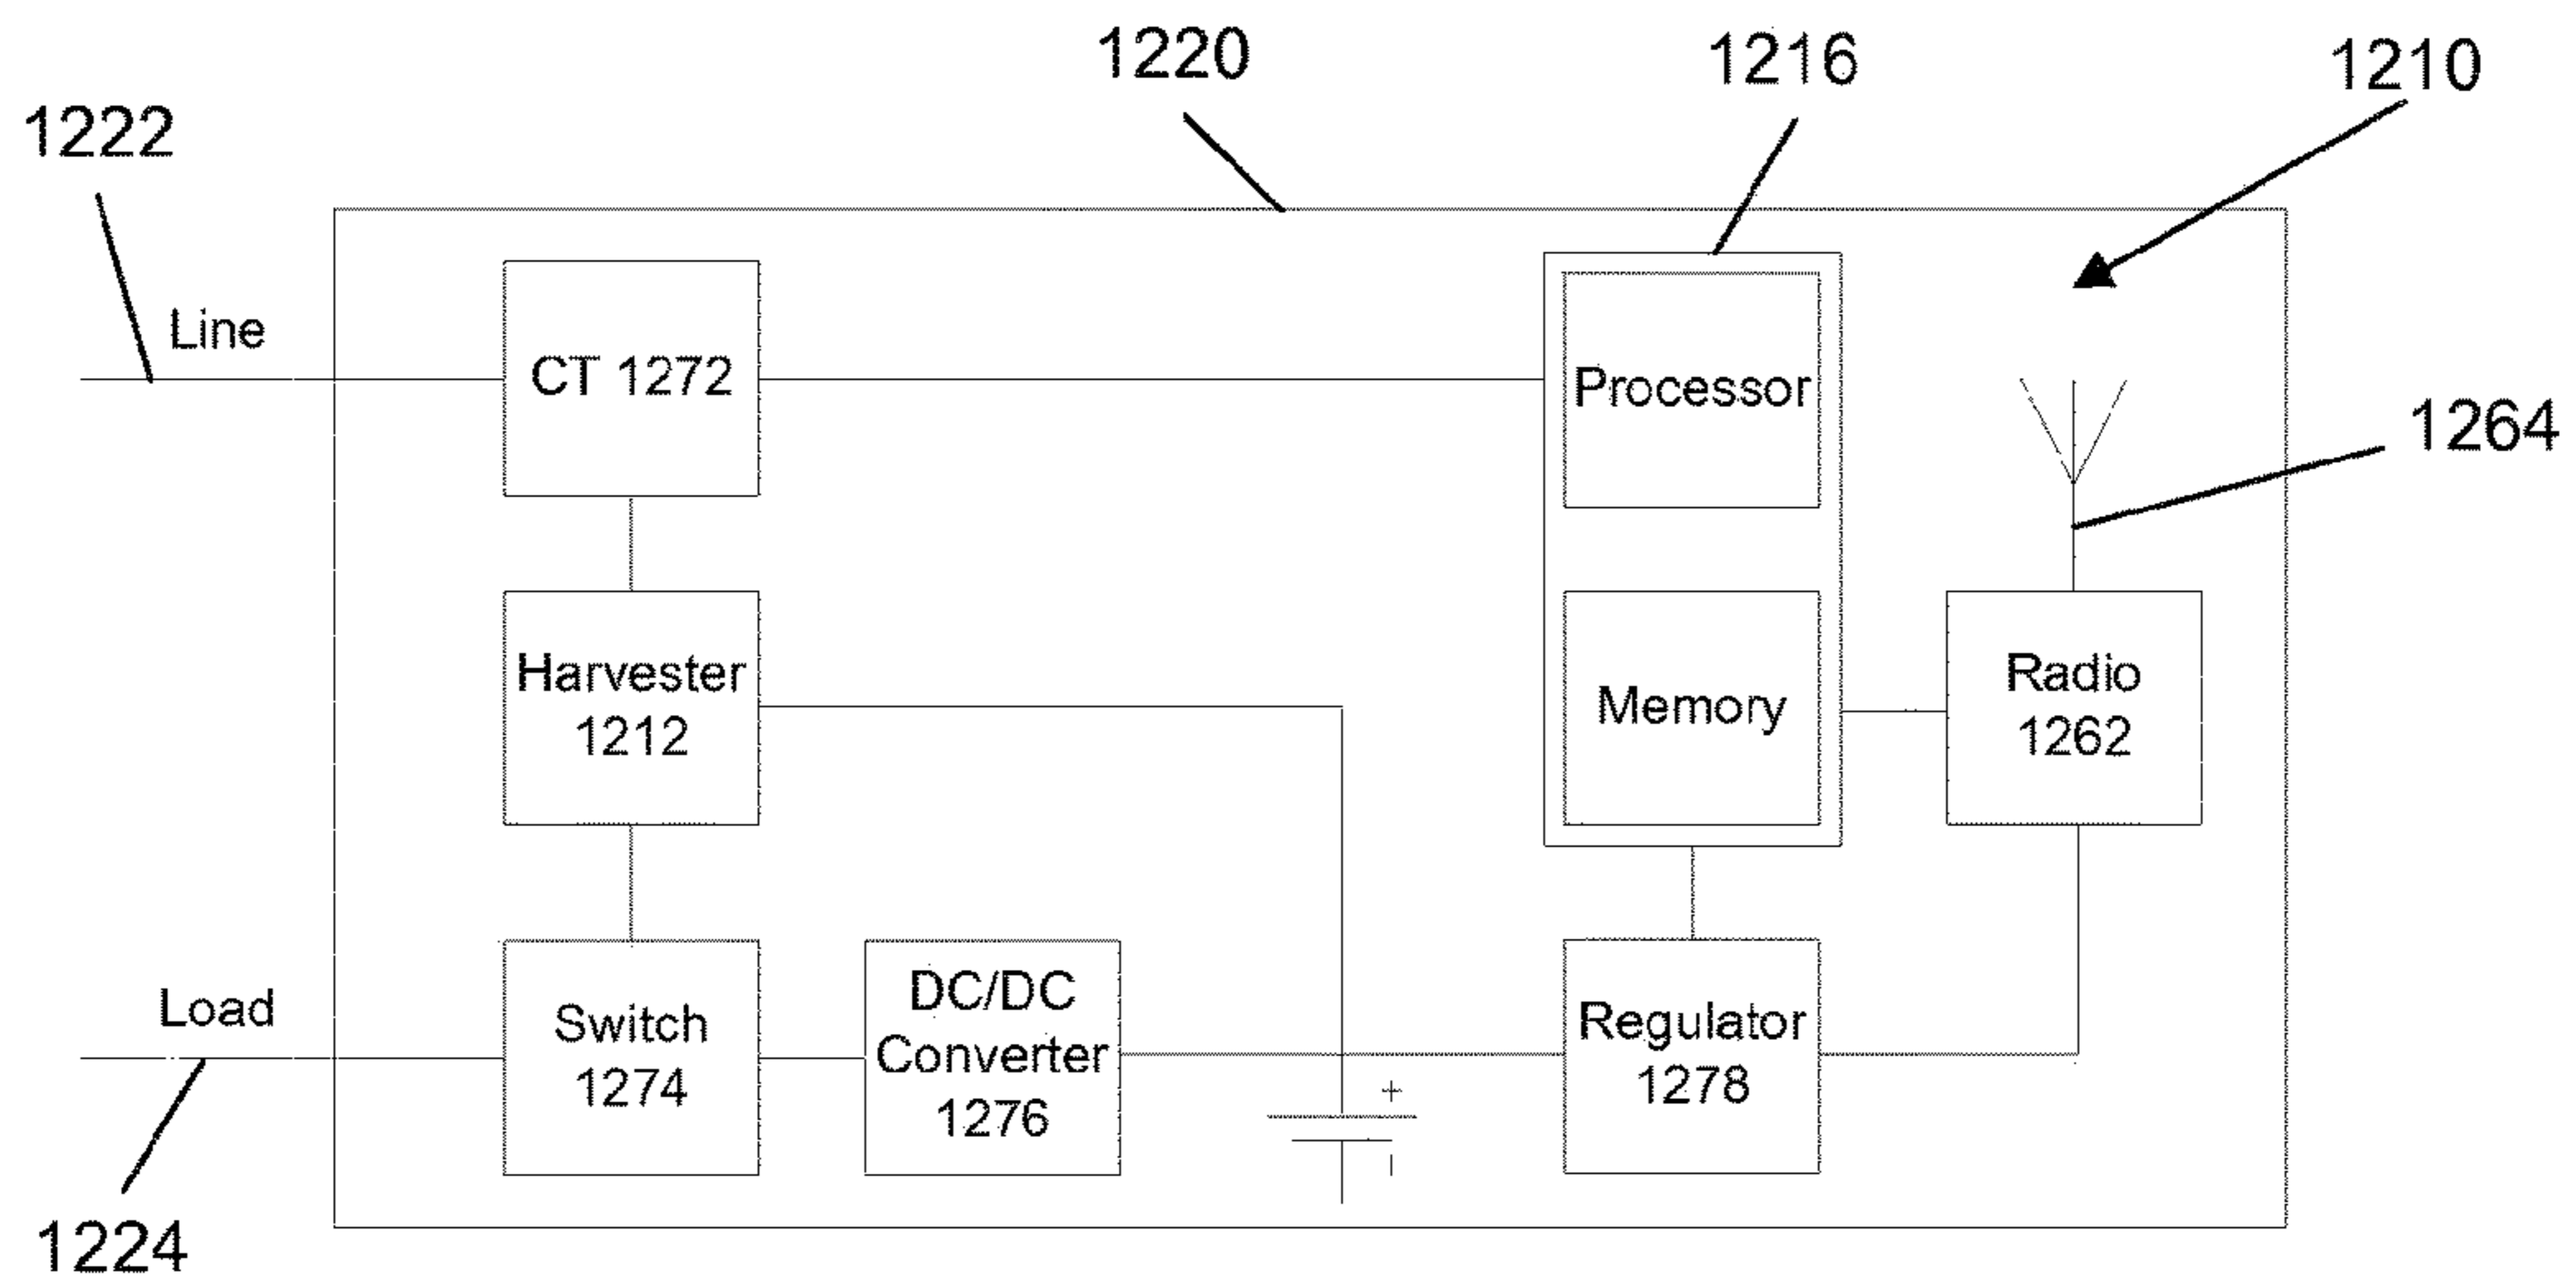 1220
1216
1210
1222
Line
CT 1272
Processor
1264
Harvester
1212
Memory
Radio
1262
Load
Switch
1274
DC/DC
Converter
1276
+
-
Regulator
1278
1224